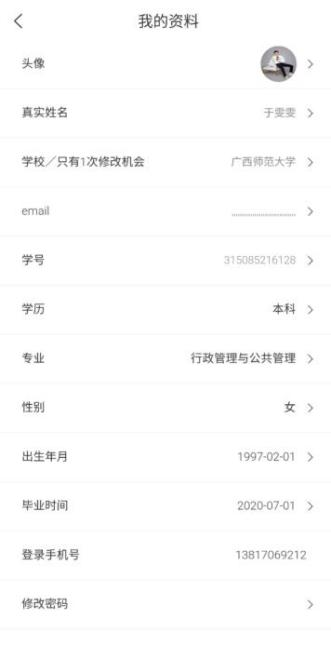 我的资料
头像
真实姓名 于雯雯
学校／只有1次修改机会 广西师范大学
email
学号 315085216128
学历 本科
专业 行政管理与公共管理
性别 女
出生年月 1997-02-01
毕业时间 2020-07-01
登录手机号 13817069212
修改密码